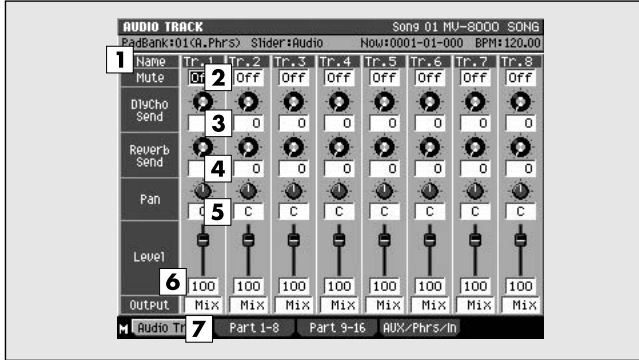 AUDIO TRACK Song 01 MV-8000 SONG
PadBank:01(A.Phrs) Slider:Audio Now:0001-01-000 BPM:120.00
1 Name Tr.1 Tr.2 Tr.3 Tr.4 Tr.5 Tr.6 Tr.7 Tr.8
Mute Off 2 Off Off Off Off Off Off Off
DlyCho
Send 3 0 0 0 0 0 0 0
Reverb
Send 4 0 0 0 0 0 0 0
Pan 5 C C C C C C C
Level
6 100 100 100 100 100 100 100 100
Output Mix Mix Mix Mix Mix Mix Mix Mix
M Audio 7 Part 1-8 Part 9-16 AUX/Phrs/In